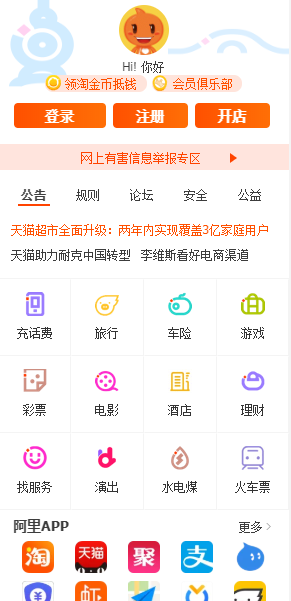 Hi! 你好
领淘金币抵钱 会员俱乐部
登录 注册 开店
网上有害信息举报专区
公告 规则 论坛 安全 公益
天猫超市全面升级：两年内实现覆盖3亿家庭用户
天猫助力耐克中国转型 李维斯看好电商渠道
充话费 旅行 车险 游戏
彩票 电影 酒店 理财
找服务 演出 水电煤 火车票
阿里APP 更多
淘 天猫 聚 支
虾